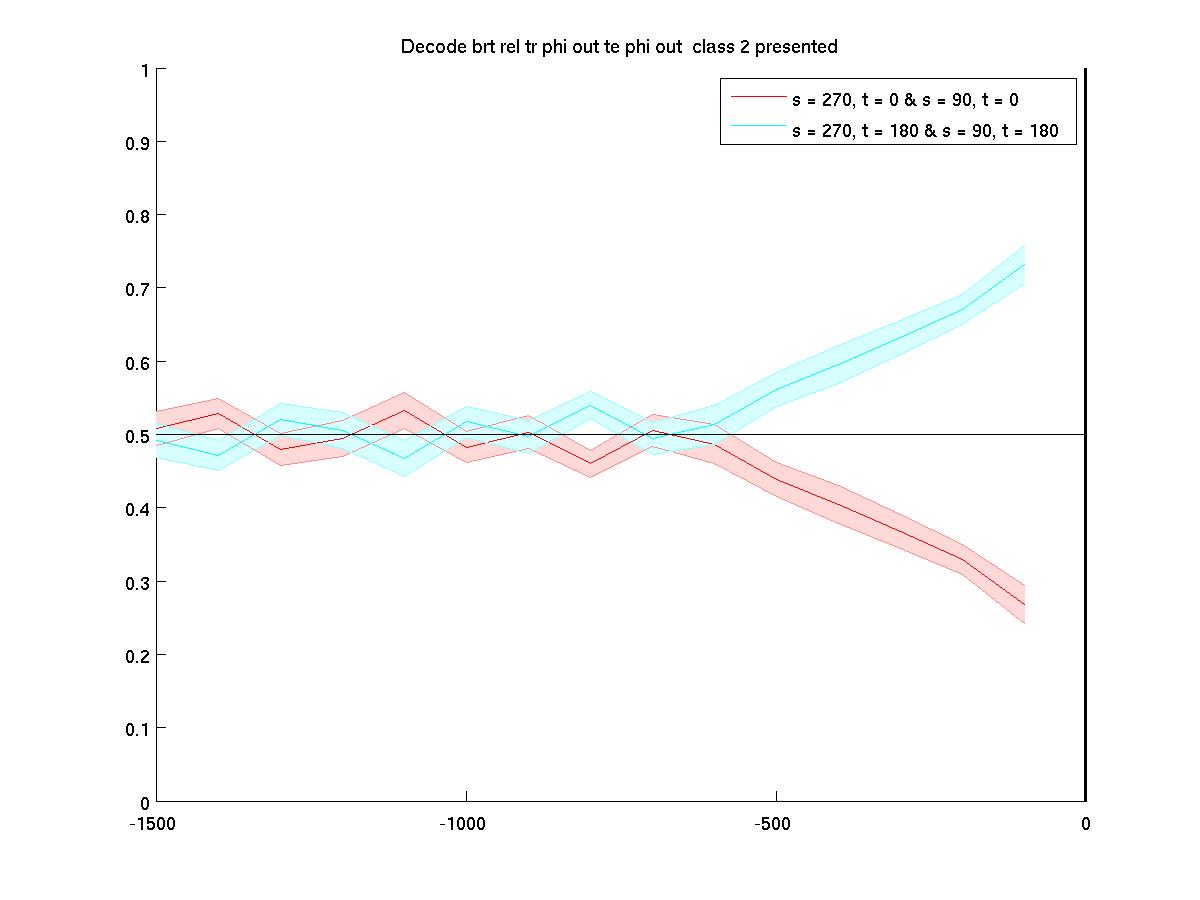 Decode brt rel tr phi out te phi out  class 2 presented
1
s = 270, t = 0 & s = 90, t = 0
s = 270, t = 180 & s = 90, t = 180
0.9
0.8
0.7
0.6
0.5
0.4
0.3
0.2
0.1
0
-1500 -1000 -500 0